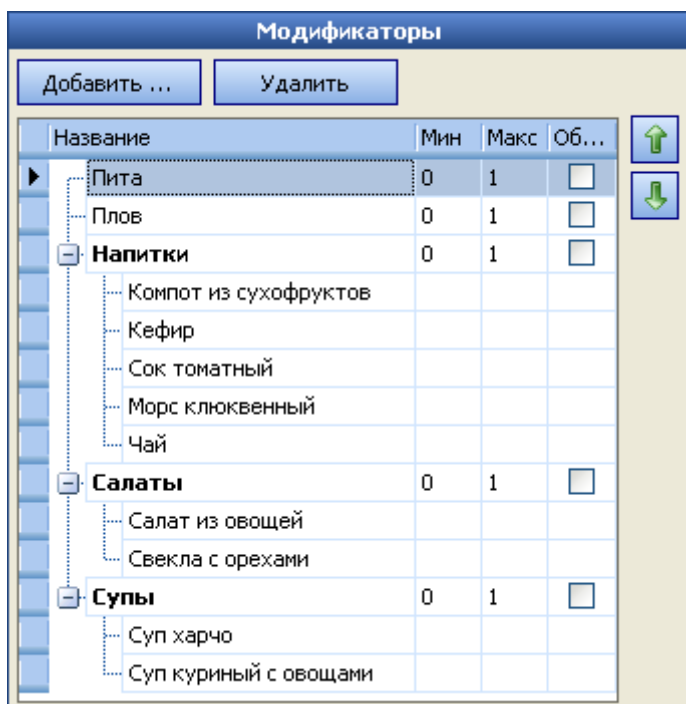 Модификаторы
Добавить ... Удалить
Название Мин Макс Об...
Пита 0 1
Плов 0 1
Напитки 0 1
Компот из сухофруктов
Кефир
Сок томатный
Морс клюквенный
Чай
Салаты 0 1
Салат из овощей
Свекла с орехами
Супы 0 1
Суп харчо
Суп куриный с овощами